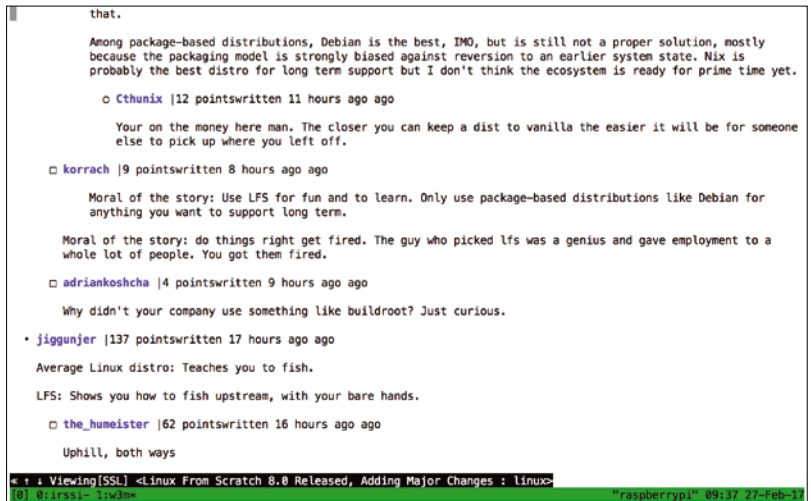 that.
Among package-based distributions, Debian is the best, IMO, but is still not a proper solution, mostly
because the packaging model is strongly biased against reversion to an earlier system state. Nix is
probably the best distro for long term support but I don't think the ecosystem is ready for prime time yet.
o Cthunix |12 pointswritten 11 hours ago ago
Your on the money here man. The closer you can keep a dist to vanilla the easier it will be for someone
else to pick up where you left off.
□ korrach |9 pointswritten 8 hours ago ago
Moral of the story: Use LFS for fun and to learn. Only use package-based distributions like Debian for
anything you want to support long term.
Moral of the story: do things right get fired. The guy who picked lfs was a genius and gave employment to a
whole lot of people. You got them fired.
□ adriankoshcha |4 pointswritten 9 hours ago ago
Why didn't your company use something like buildroot? Just curious.
• jiggunjer |137 pointswritten 17 hours ago ago
Average Linux distro: Teaches you to fish.
LFS: Shows you how to fish upstream, with your bare hands.
□ the_humeister |62 pointswritten 16 hours ago ago
Uphill, both ways
« ↑ ↓ Viewing[SSL] <Linux From Scratch 8.0 Released, Adding Major Changes : linux>
[0] 0:irssi- 1:w3m* "raspberrypi" 09:37 27-Feb-17